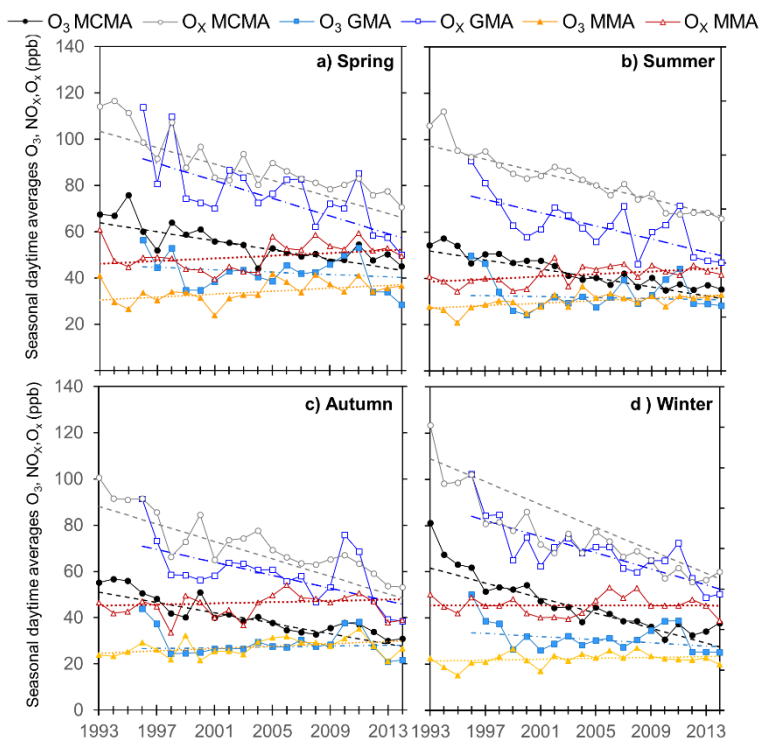 O3 MCMA OX MCMA O3 GMA OX GMA O3 MMA OX MMA
Seasonal daytime averages O3, NOX,OX (ppb)
140
120
100
80
60
40
20
a) Spring
b) Summer
Seasonal daytime averages O3, NOX,OX (ppb)
140
120
100
80
60
40
20
0
c) Autumn
d ) Winter
1993 1997 2001 2005 2009 2013 1993 1997 2001 2005 2009 2013